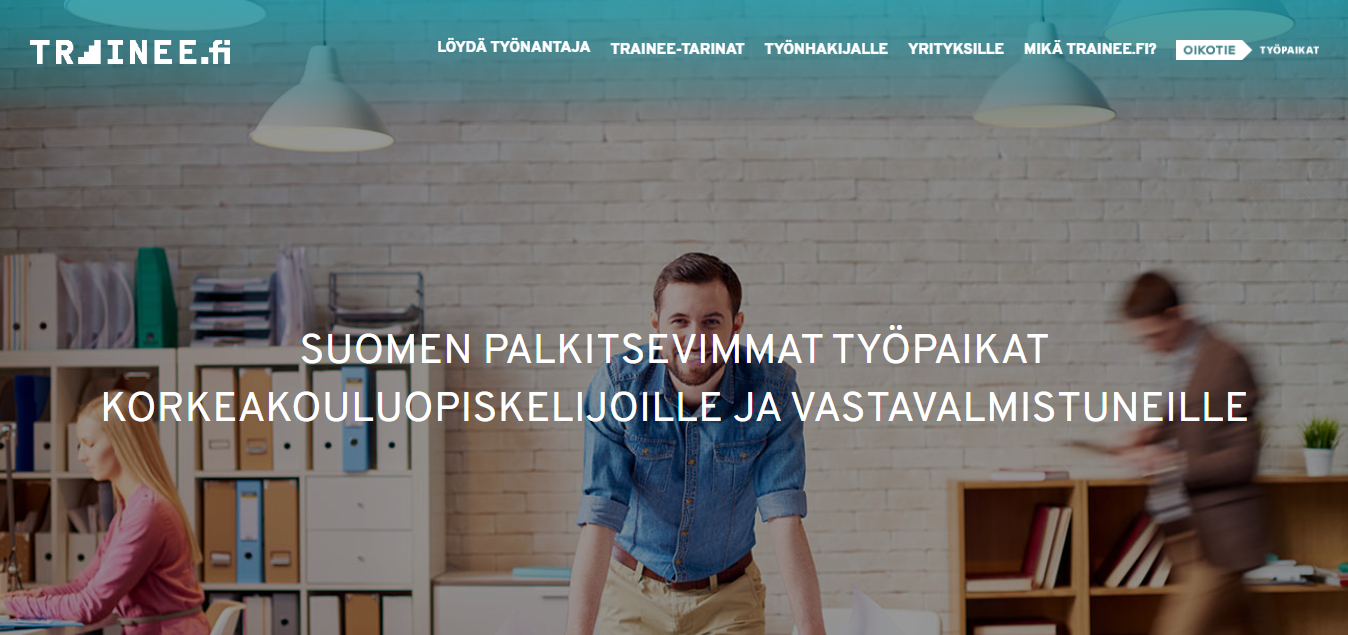 TRAINEE.fi
LÖYDÄ TYÖNANTAJA TRAINEE-TARINAT TYÖNHAKIJALLE YRITYKSILLE MIKÄ TRAINEE.FI? OIKOTIE TYÖPAIKAT
SUOMEN PALKITSEVIMMAT TYÖPAIKAT
KORKEAKOULUOPISKELIJOILLE JA VASTAVALMISTUNEILLE